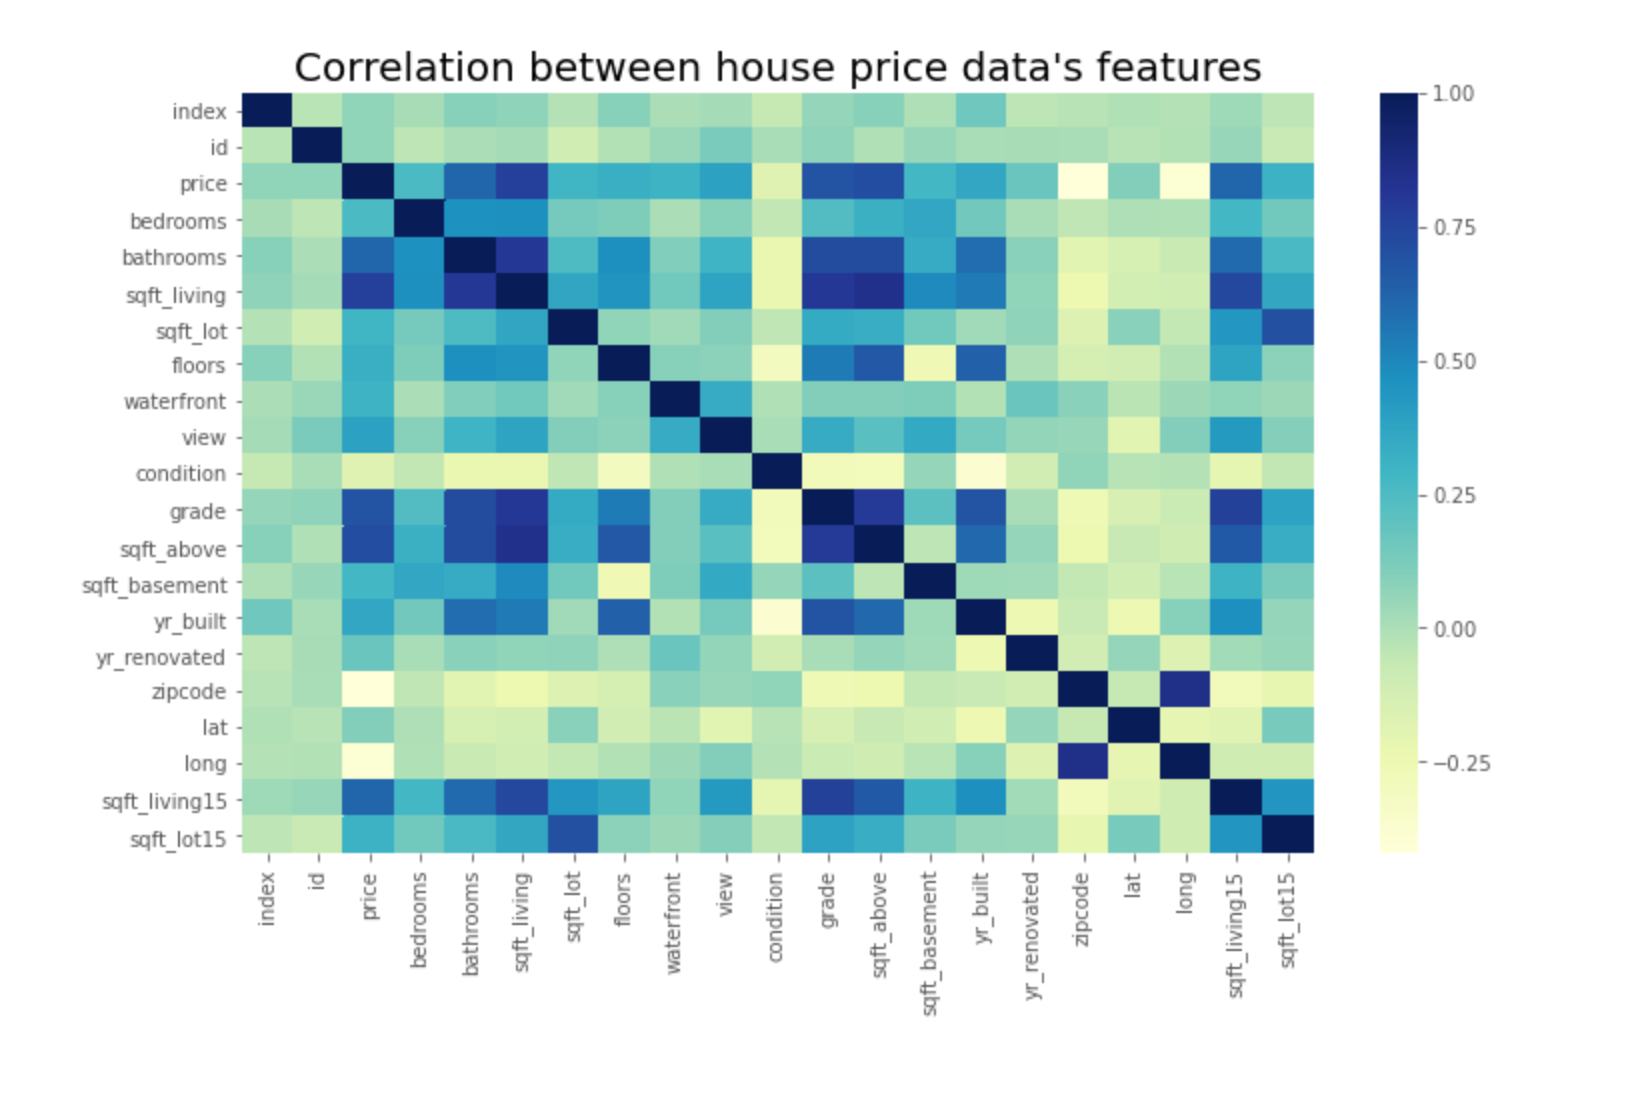 Correlation between house price data's features
index
id
price
bedrooms
bathrooms
sqft_living
sqft_lot
floors
waterfront
view
condition
grade
sqft_above
sqft_basement
yr_built
yr_renovated
zipcode
lat
long
sqft_living15
sqft_lot15
index
id
price
bedrooms
bathrooms
sqft_living
sqft_lot
floors
waterfront
view
condition
grade
sqft_above
sqft_basement
yr_built
yr_renovated
zipcode
lat
long
sqft_living15
sqft_lot15
1.00
0.75
0.50
0.25
0.00
−0.25